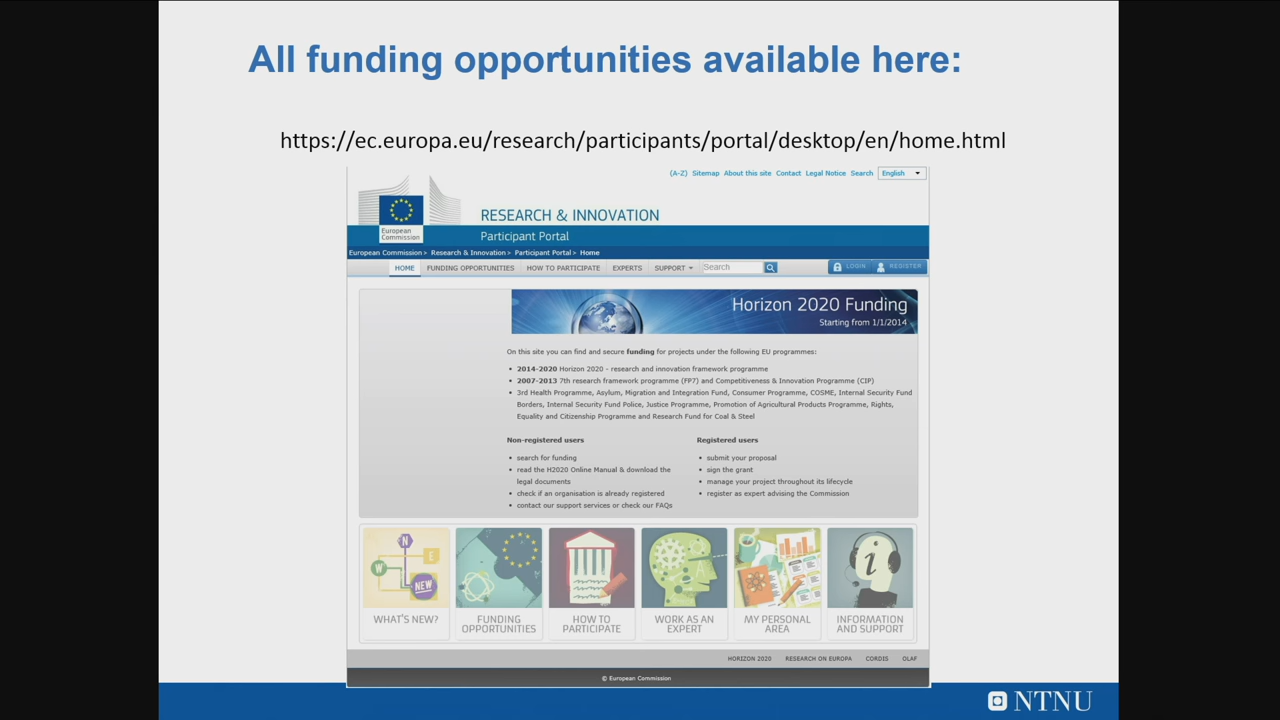 All funding opportunities available here:
https://ec.europa.eu/research/participants/portal/desktop/en/home.html
(A-Z) Sitemap About this site Contact Legal Notice Search English
RESEARCH & INNOVATION
European
Commission
Participant Portal
European Commission> Research & Innovation> Participant Portal> Home
HOME FUNDING OPPORTUNITIES HOW TO PARTICIPATE EXPERTS SUPPORT Search LOGIN REGISTER
Horizon 2020 Funding
Starting from 1/1/2014
On this site you can find and secure funding for projects under the following EU programmes:
• 2014-2020 Horizon 2020 - research and innovation framework programme
• 2007-2013 7th research framework programme (FP7) and Competitiveness & Innovation Programme (CIP)
• 3rd Health Programme, Asylum, Migration and Integration Fund, Consumer Programme, COSME, Internal Security Fund
Borders, Internal Security Fund Police, Justice Programme, Promotion of Agricultural Products Programme, Rights,
Equality and Citizenship Programme and Research Fund for Coal & Steel
Non-registered users
• search for funding
• read the H2020 Online Manual & download the
legal documents
• check if an organisation is already registered
• contact our support services or check our FAQs
Registered users
• submit your proposal
• sign the grant
• manage your project throughout its lifecycle
• register as expert advising the Commission
N
E
W
NEW
i
WHAT'S NEW?
FUNDING
OPPORTUNITIES
HOW TO
PARTICIPATE
WORK AS AN
EXPERT
MY PERSONAL
AREA
INFORMATION
AND SUPPORT
HORIZON 2020 RESEARCH ON EUROPA CORDIS OLAF
© European Commission
NTNU